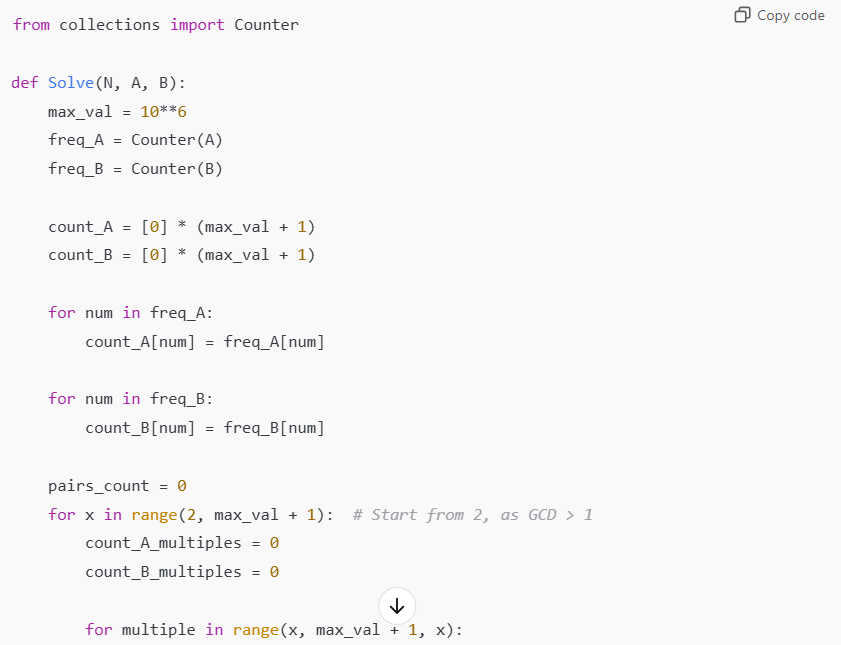 Copy code
from collections import Counter
def Solve(N, A, B):
    max_val = 10**6
    freq_A = Counter(A)
    freq_B = Counter(B)
    count_A = [0] * (max_val + 1)
    count_B = [0] * (max_val + 1)
    for num in freq_A:
        count_A[num] = freq_A[num]
    for num in freq_B:
        count_B[num] = freq_B[num]
    pairs_count = 0
    for x in range(2, max_val + 1):  # Start from 2, as GCD > 1
        count_A_multiples = 0
        count_B_multiples = 0
        for multiple in range(x, max_val + 1, x):